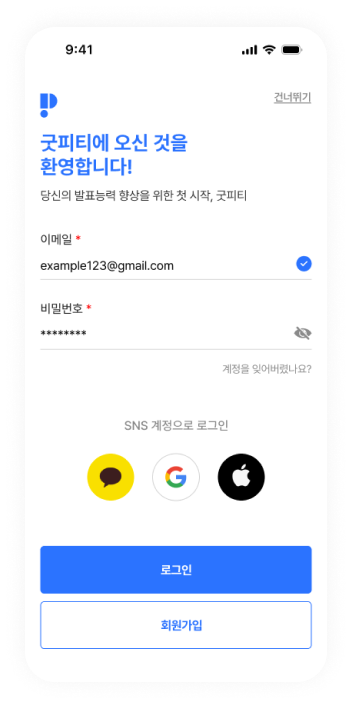 9:41
건너뛰기
굿피티에 오신 것을
환영합니다!
당신의 발표능력 향상을 위한 첫 시작, 굿피티
이메일 *
example123@gmail.com
비밀번호 *
********
계정을 잊어버렸나요?
SNS 계정으로 로그인
로그인
회원가입